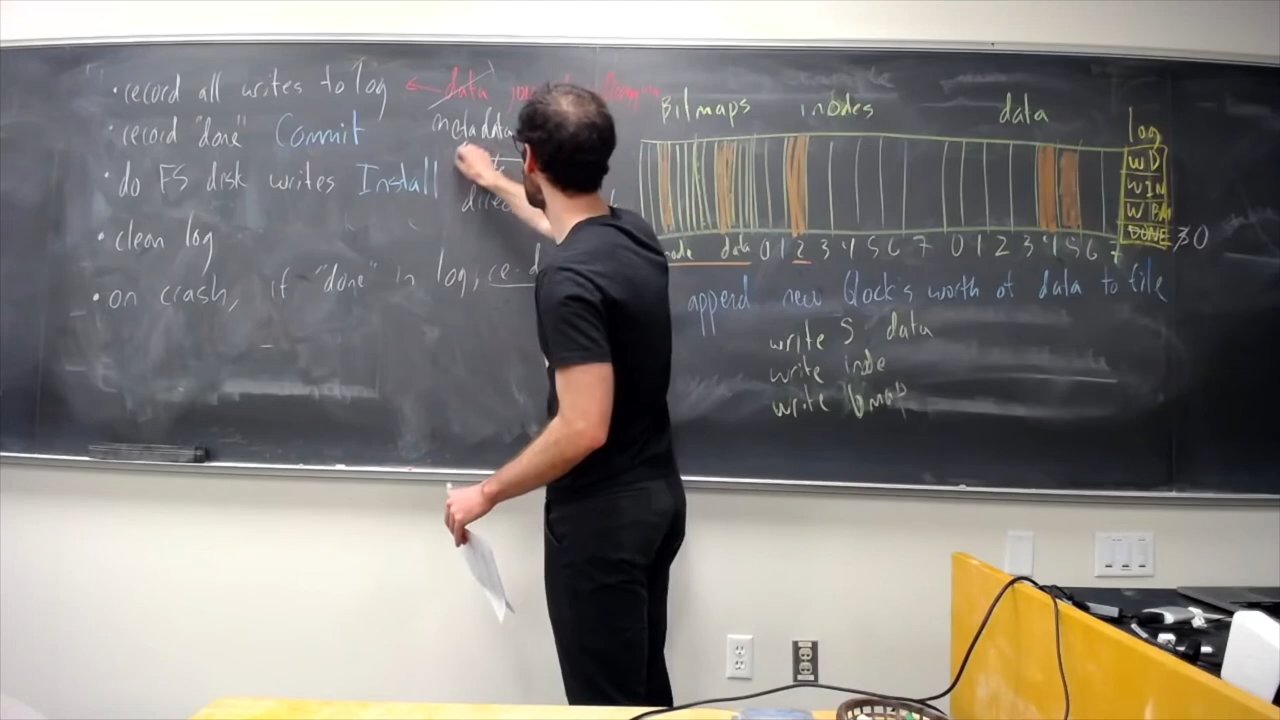 · record all writes to log ← data
· record "done" Commit metadata
· do FS disk writes Install
· clean log
· on crash, if "done" in log, re-d
Bitmaps inodes data log
WD
WIN
DONE 0
data 0 1 2 3 4 5 6 7 0 1 2 3 4 5 6 7
append new block's worth of data to file
write 5 data
write inode
write bmap